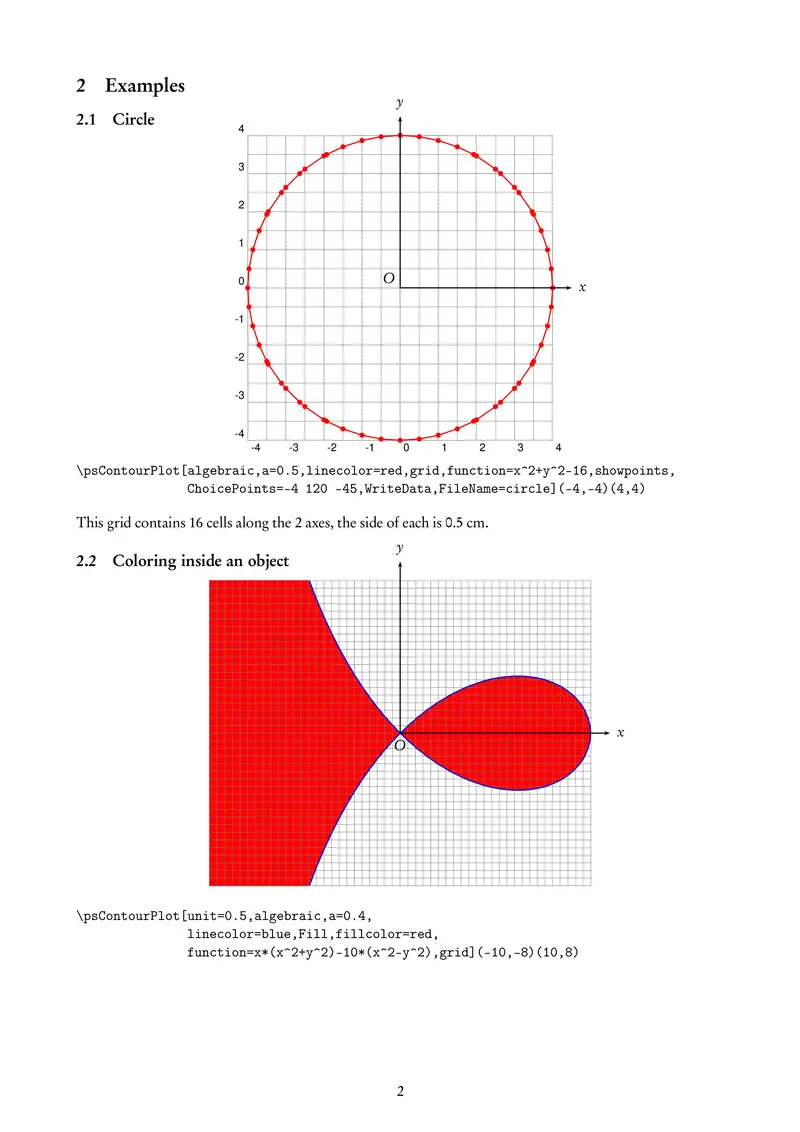 2 Examples
2.1 Circle
y
4
3
2
1
0
-1
-2
-3
-4
O
x
-4 -3 -2 -1 0 1 2 3 4
\psContourPlot[algebraic,a=0.5,linecolor=red,grid,function=x^2+y^2-16,showpoints,
ChoicePoints=-4 120 -45,WriteData,FileName=circle](-4,-4)(4,4)
This grid contains 16 cells along the 2 axes, the side of each is 0.5 cm.
2.2 Coloring inside an object
y
x
O
\psContourPlot[unit=0.5,algebraic,a=0.4,
linecolor=blue,Fill,fillcolor=red,
function=x*(x^2+y^2)-10*(x^2-y^2),grid](-10,-8)(10,8)
2